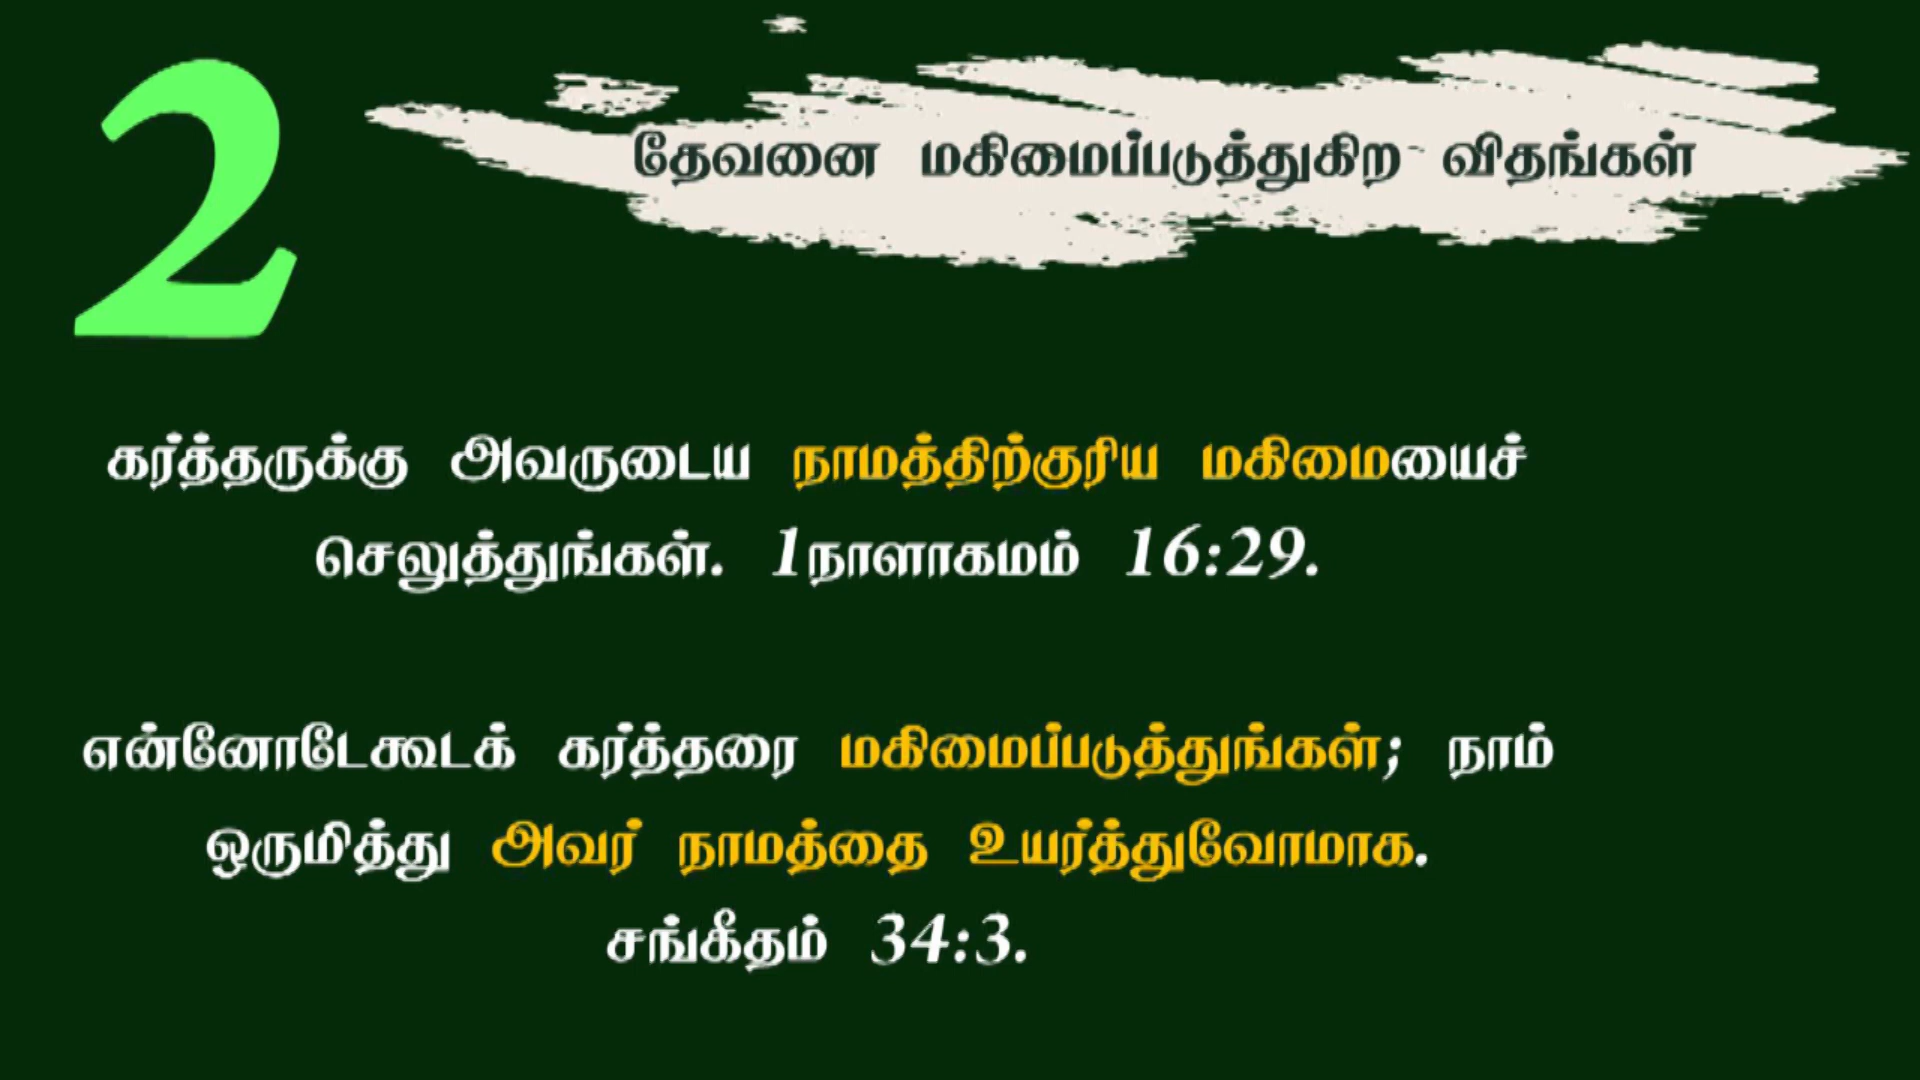 2
தேவனை மகிமைப்படுத்துகிற விதங்கள்
கர்த்தருக்கு அவருடைய நாமத்திற்குரிய மகிமையைச்
செலுத்துங்கள். 1நாளாகமம் 16:29.
என்னோடேகூடக் கர்த்தரை மகிமைப்படுத்துங்கள்; நாம்
ஒருமித்து அவர் நாமத்தை உயர்த்துவோமாக.
சங்கீதம் 34:3.